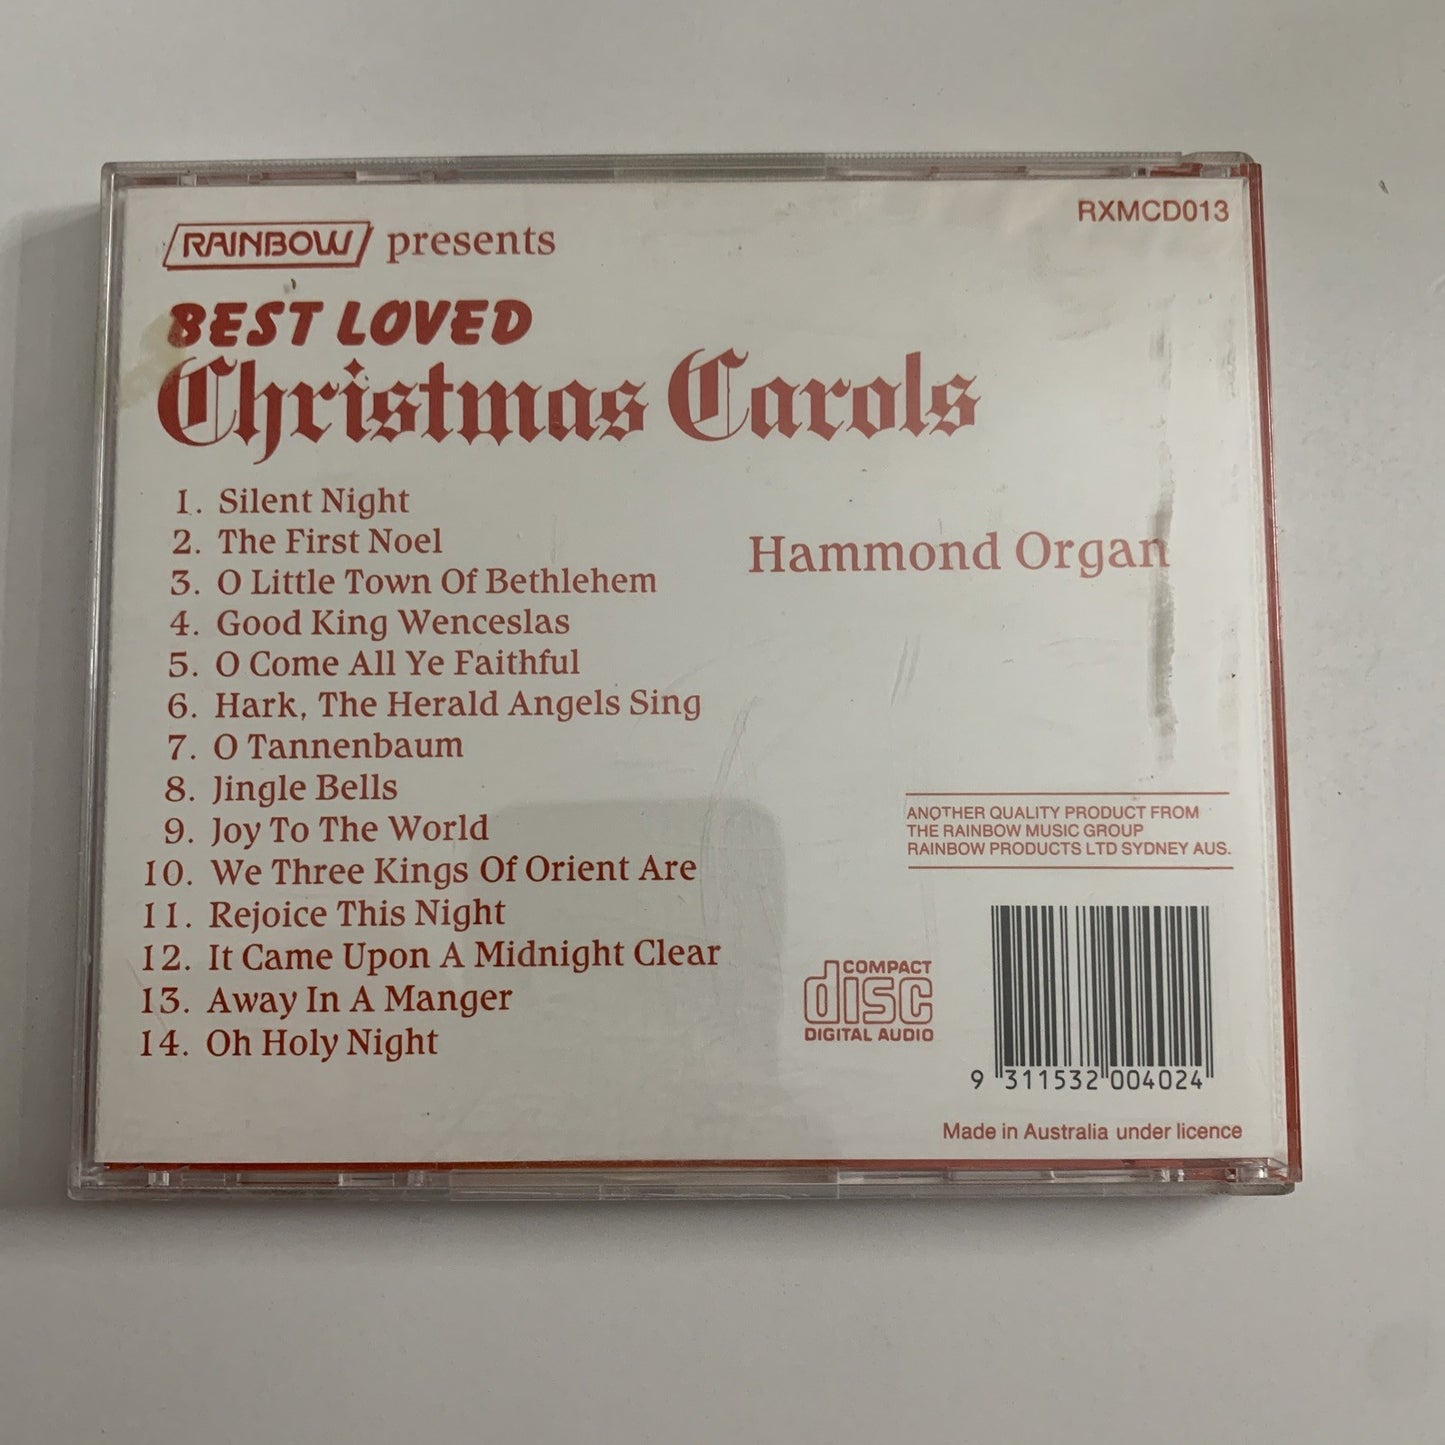 RAINBOW presents
RXMCD013
BEST LOVED
Christmas Carols
1. Silent Night
2. The First Noel
3. O Little Town Of Bethlehem
4. Good King Wenceslas
5. O Come All Ye Faithful
6. Hark, The Herald Angels Sing
7. O Tannenbaum
8. Jingle Bells
9. Joy To The World
10. We Three Kings Of Orient Are
11. Rejoice This Night
12. It Came Upon A Midnight Clear
13. Away In A Manger
14. Oh Holy Night
Hammond Organ
ANOTHER QUALITY PRODUCT FROM
THE RAINBOW MUSIC GROUP
RAINBOW PRODUCTS LTD SYDNEY AUS.
COMPACT
disc
DIGITAL AUDIO
9 311532 004024
Made in Australia under licence